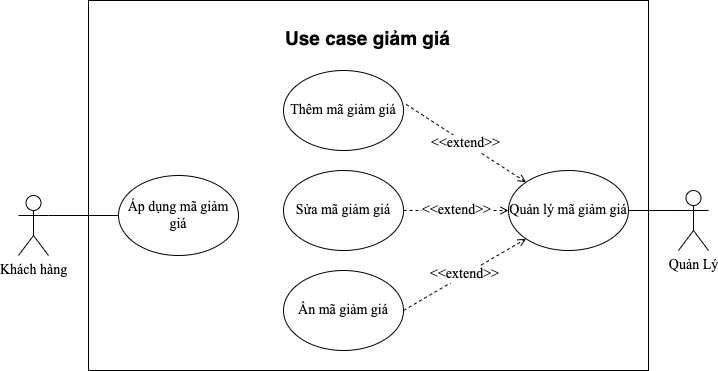 Use case giảm giá
Thêm mã giảm giá
<<extend>>
Áp dụng mã giảm
giá
Sửa mã giảm giá
<<extend>>
Quản lý mã giảm giá
Khách hàng
Quản Lý
<<extend>>
Ẩn mã giảm giá